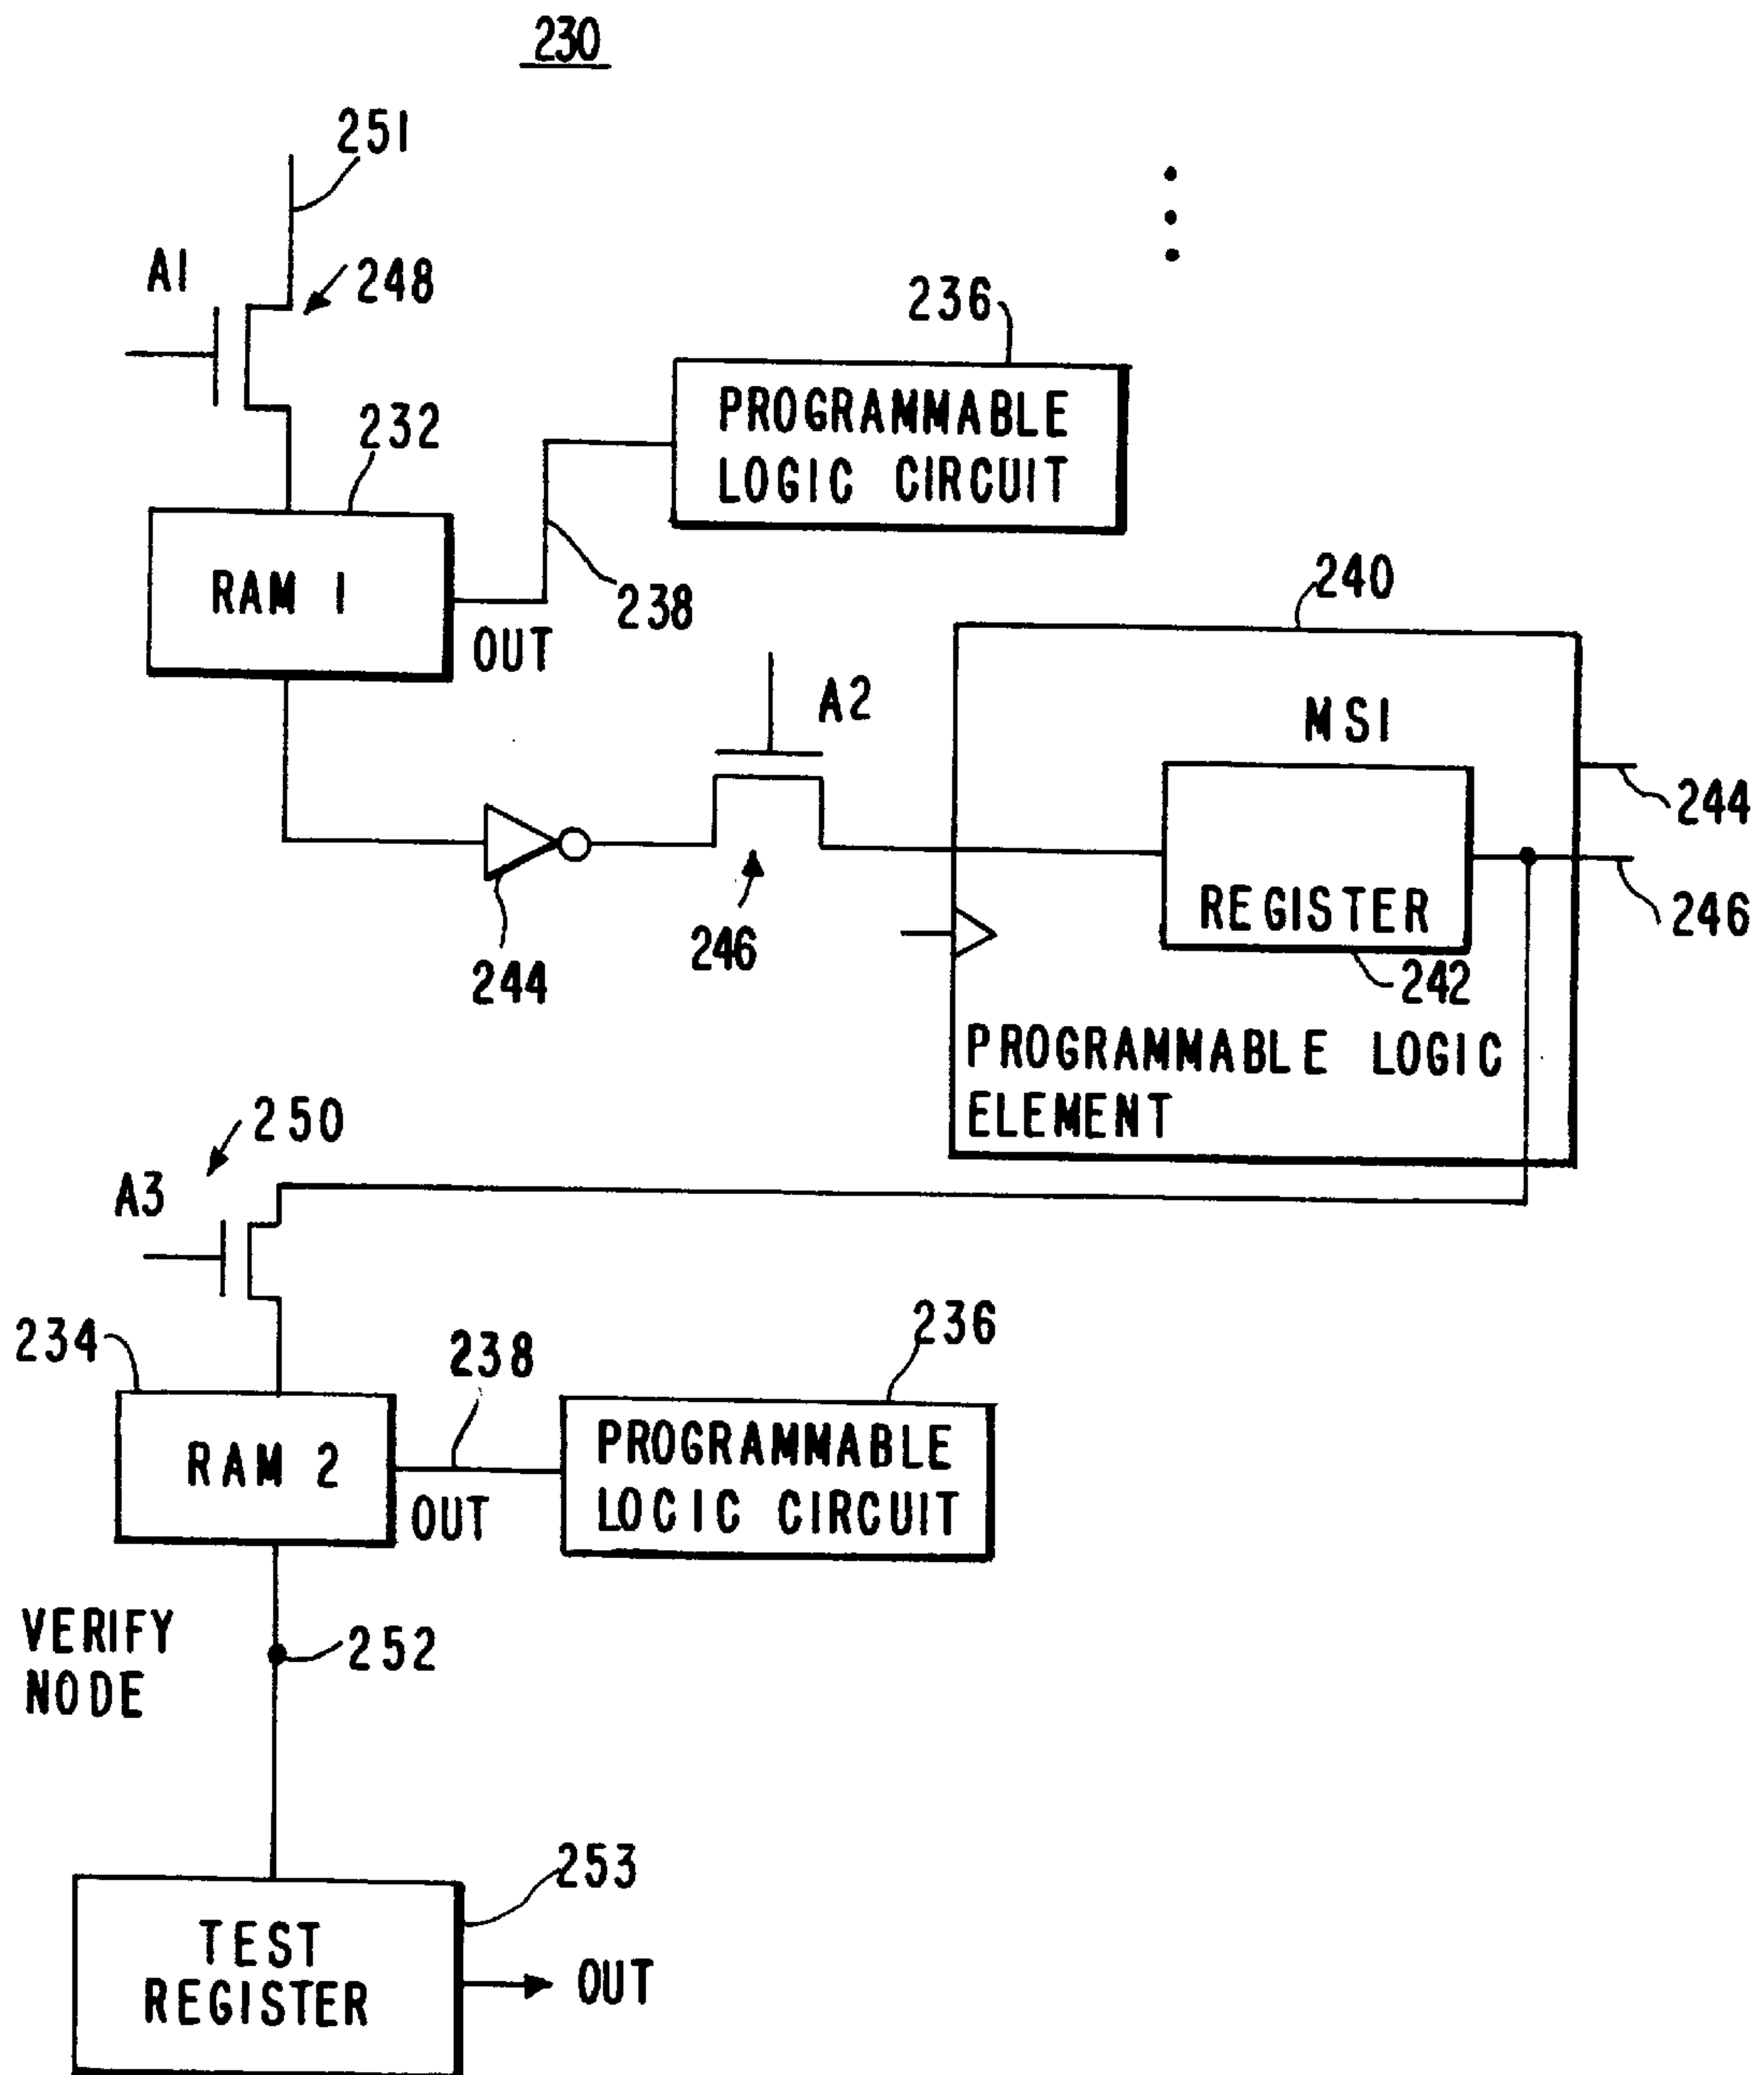 230
251
A1
248
236
PROGRAMMABLE
LOGIC CIRCUIT
232
RAM 1
238
OUT
240
A2
MSI
244
REGISTER
246
246
244
242
PROGRAMMABLE LOGIC
ELEMENT
250
A3
234
238
236
RAM 2
PROGRAMMABLE
LOGIC CIRCUIT
OUT
VERIFY
NODE
252
253
TEST
REGISTER
OUT